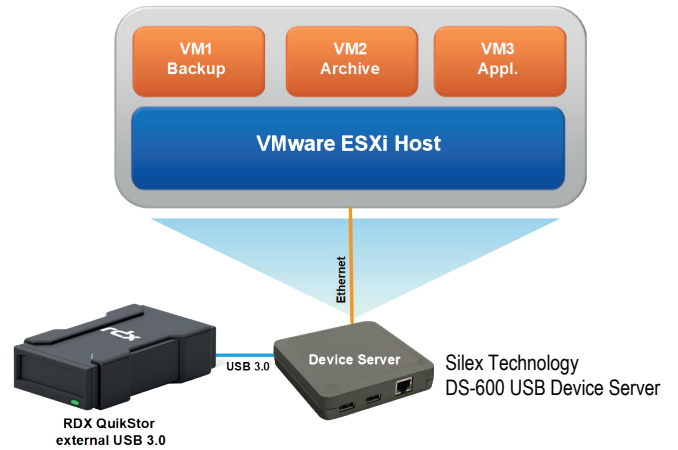 VM1
Backup
VM2
Archive
VM3
Appl.
VMware ESXi Host
Ethernet
rdx
Device Server
USB 3.0
Silex Technology
DS-600 USB Device Server
RDX QuikStor
external USB 3.0